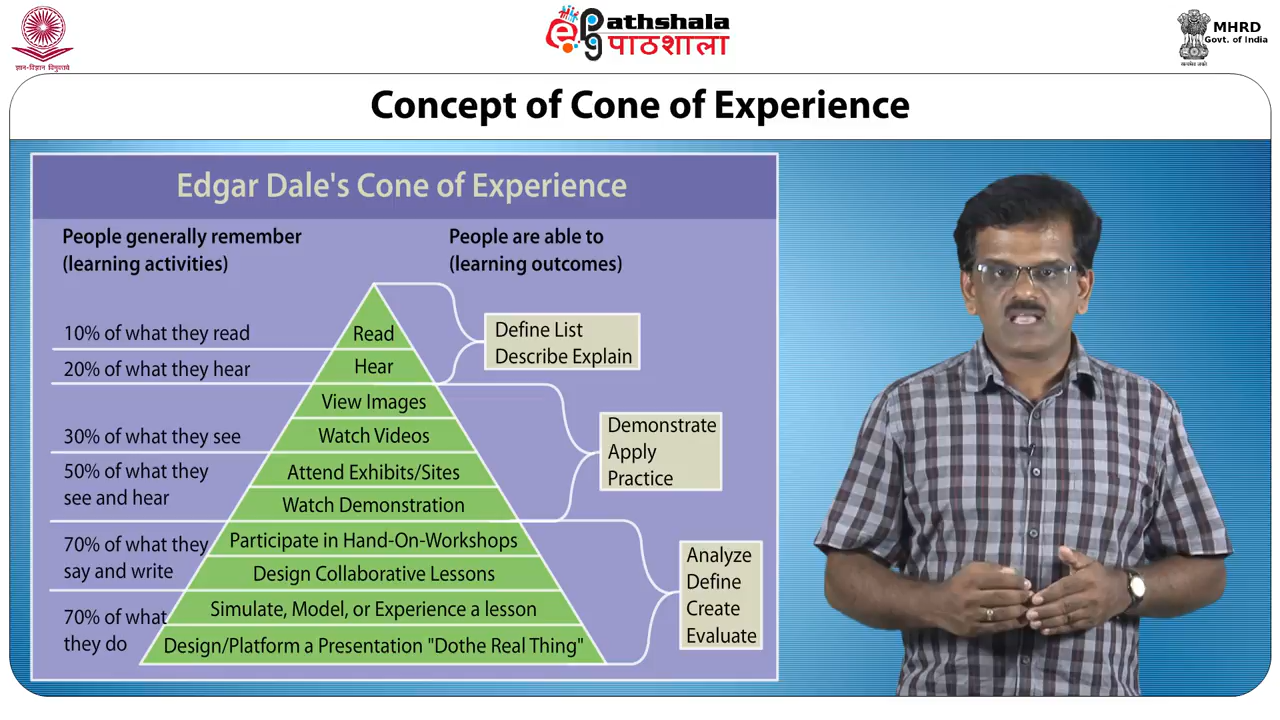 ज्ञान-विज्ञान विमुक्तये
ePathshala
पाठशाला
MHRD
Govt. of India
सत्यमेव जयते
Concept of Cone of Experience
Edgar Dale's Cone of Experience
People generally remember
(learning activities)
People are able to
(learning outcomes)
10% of what they read
20% of what they hear
30% of what they see
50% of what they
see and hear
70% of what they
say and write
70% of what
they do
Read
Hear
View Images
Watch Videos
Attend Exhibits/Sites
Watch Demonstration
Participate in Hand-On-Workshops
Design Collaborative Lessons
Simulate, Model, or Experience a lesson
Design/Platform a Presentation "Dothe Real Thing"
Define List
Describe Explain
Demonstrate
Apply
Practice
Analyze
Define
Create
Evaluate